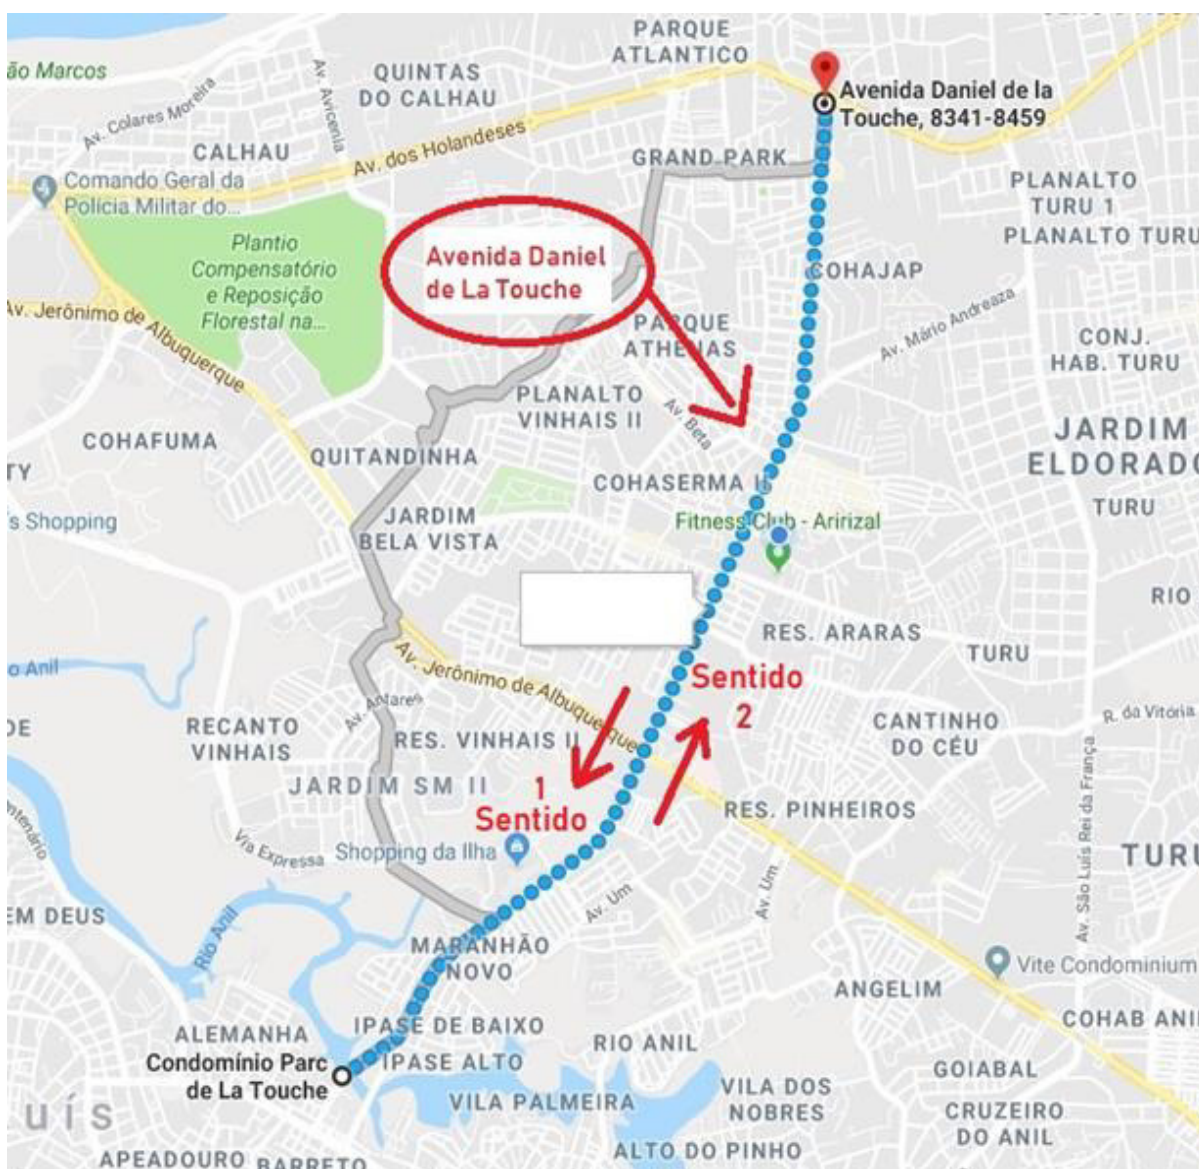 PARQUE
ATLANTICO
ão Marcos
QUINTAS
DO CALHAU
Av. Avicenia
Av. Colares Moreira
Avenida Daniel de la
Touche, 8341-8459
CALHAU
Av. dos Holandeses
GRAND PARK
Comando Geral da
Polícia Militar do...
PLANALTO
TURU 1
PLANALTO TURU
Plantio
Compensatório
e Reposição
Florestal na...
Avenida Daniel
de La Touche
COHAJAP
Av. Jerônimo de Albuquerque
PARQUE
ATHENAS
Av. Mário Andreaza
CONJ.
HAB. TURU
PLANALTO
VINHAIS II
Av. Beta
COHAFUMA
QUITANDINHA
JARDIM
ELDORADO
TY
COHASERMA II
TURU
s Shopping
JARDIM
BELA VISTA
Fitness Club - Aririzal
RIO
RES. ARARAS
TURU
o Anil
Av. Jerônimo de Albuquerque
Sentido
2
Av. Antares
RECANTO
VINHAIS
RES. VINHAIS II
CANTINHO
DO CÉU
R. da Vitória
DE
JARDIM SM II
1
Sentido
RES. PINHEIROS
entenário
Via Expressa
Shopping da Ilha
TURU
Av. São Luís Rei da França
Av. Um
Av. Um
EM DEUS
Rio Anil
MARANHÃO
NOVO
Vite Condominium
ANGELIM
ALEMANHA
IPASE DE BAIXO
COHAB ANI
RIO ANIL
Condomínio Parc
de La Touche
IPASE ALTO
GOIABAL
uís
VILA PALMEIRA
VILA DOS
NOBRES
CRUZEIRO
DO ANIL
ALTO DO PINHO
APEADOURO
BARRETO